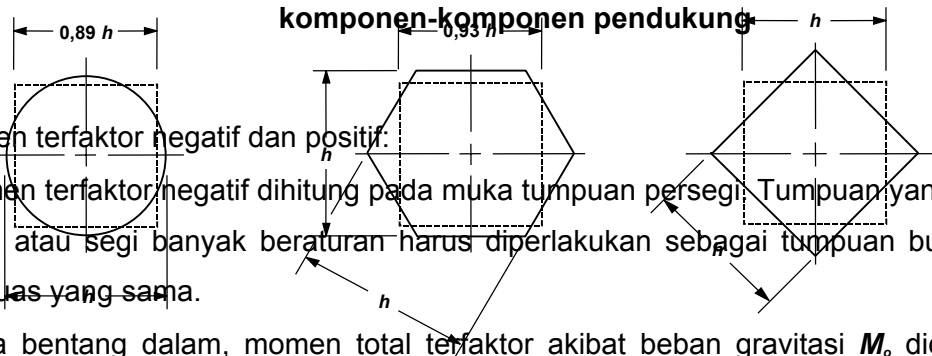 komponen-komponen pendukung
0,89 h
0,93 h
h
en terfaktor negatif dan positif:
h
en terfaktor negatif dihitung pada muka tumpuan persegi. Tumpuan yan
atau segi banyak beraturan harus diperlakukan sebagai tumpuan bu
h
uas yang sama.
h
h
a bentang dalam, momen total terfaktor akibat beban gravitasi Mo di